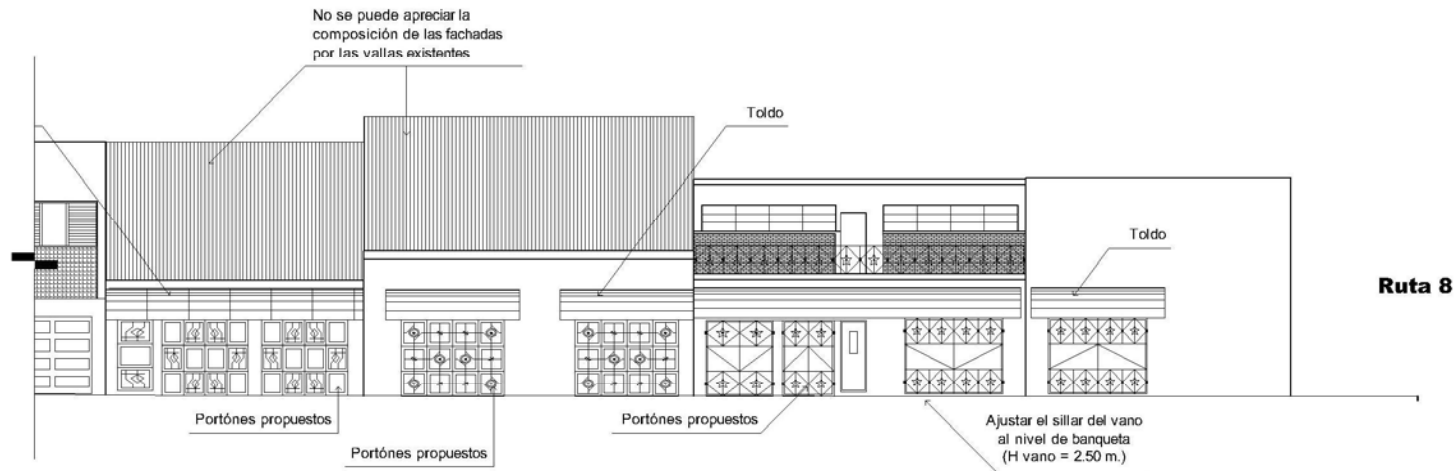 No se puede apreciar la
composición de las fachadas
por las vallas existentes
Toldo
Toldo
Ruta 8
Portónes propuestos
Portónes propuestos
Portónes propuestos
Ajustar el sillar del vano
al nivel de banqueta
(H vano = 2.50 m.)